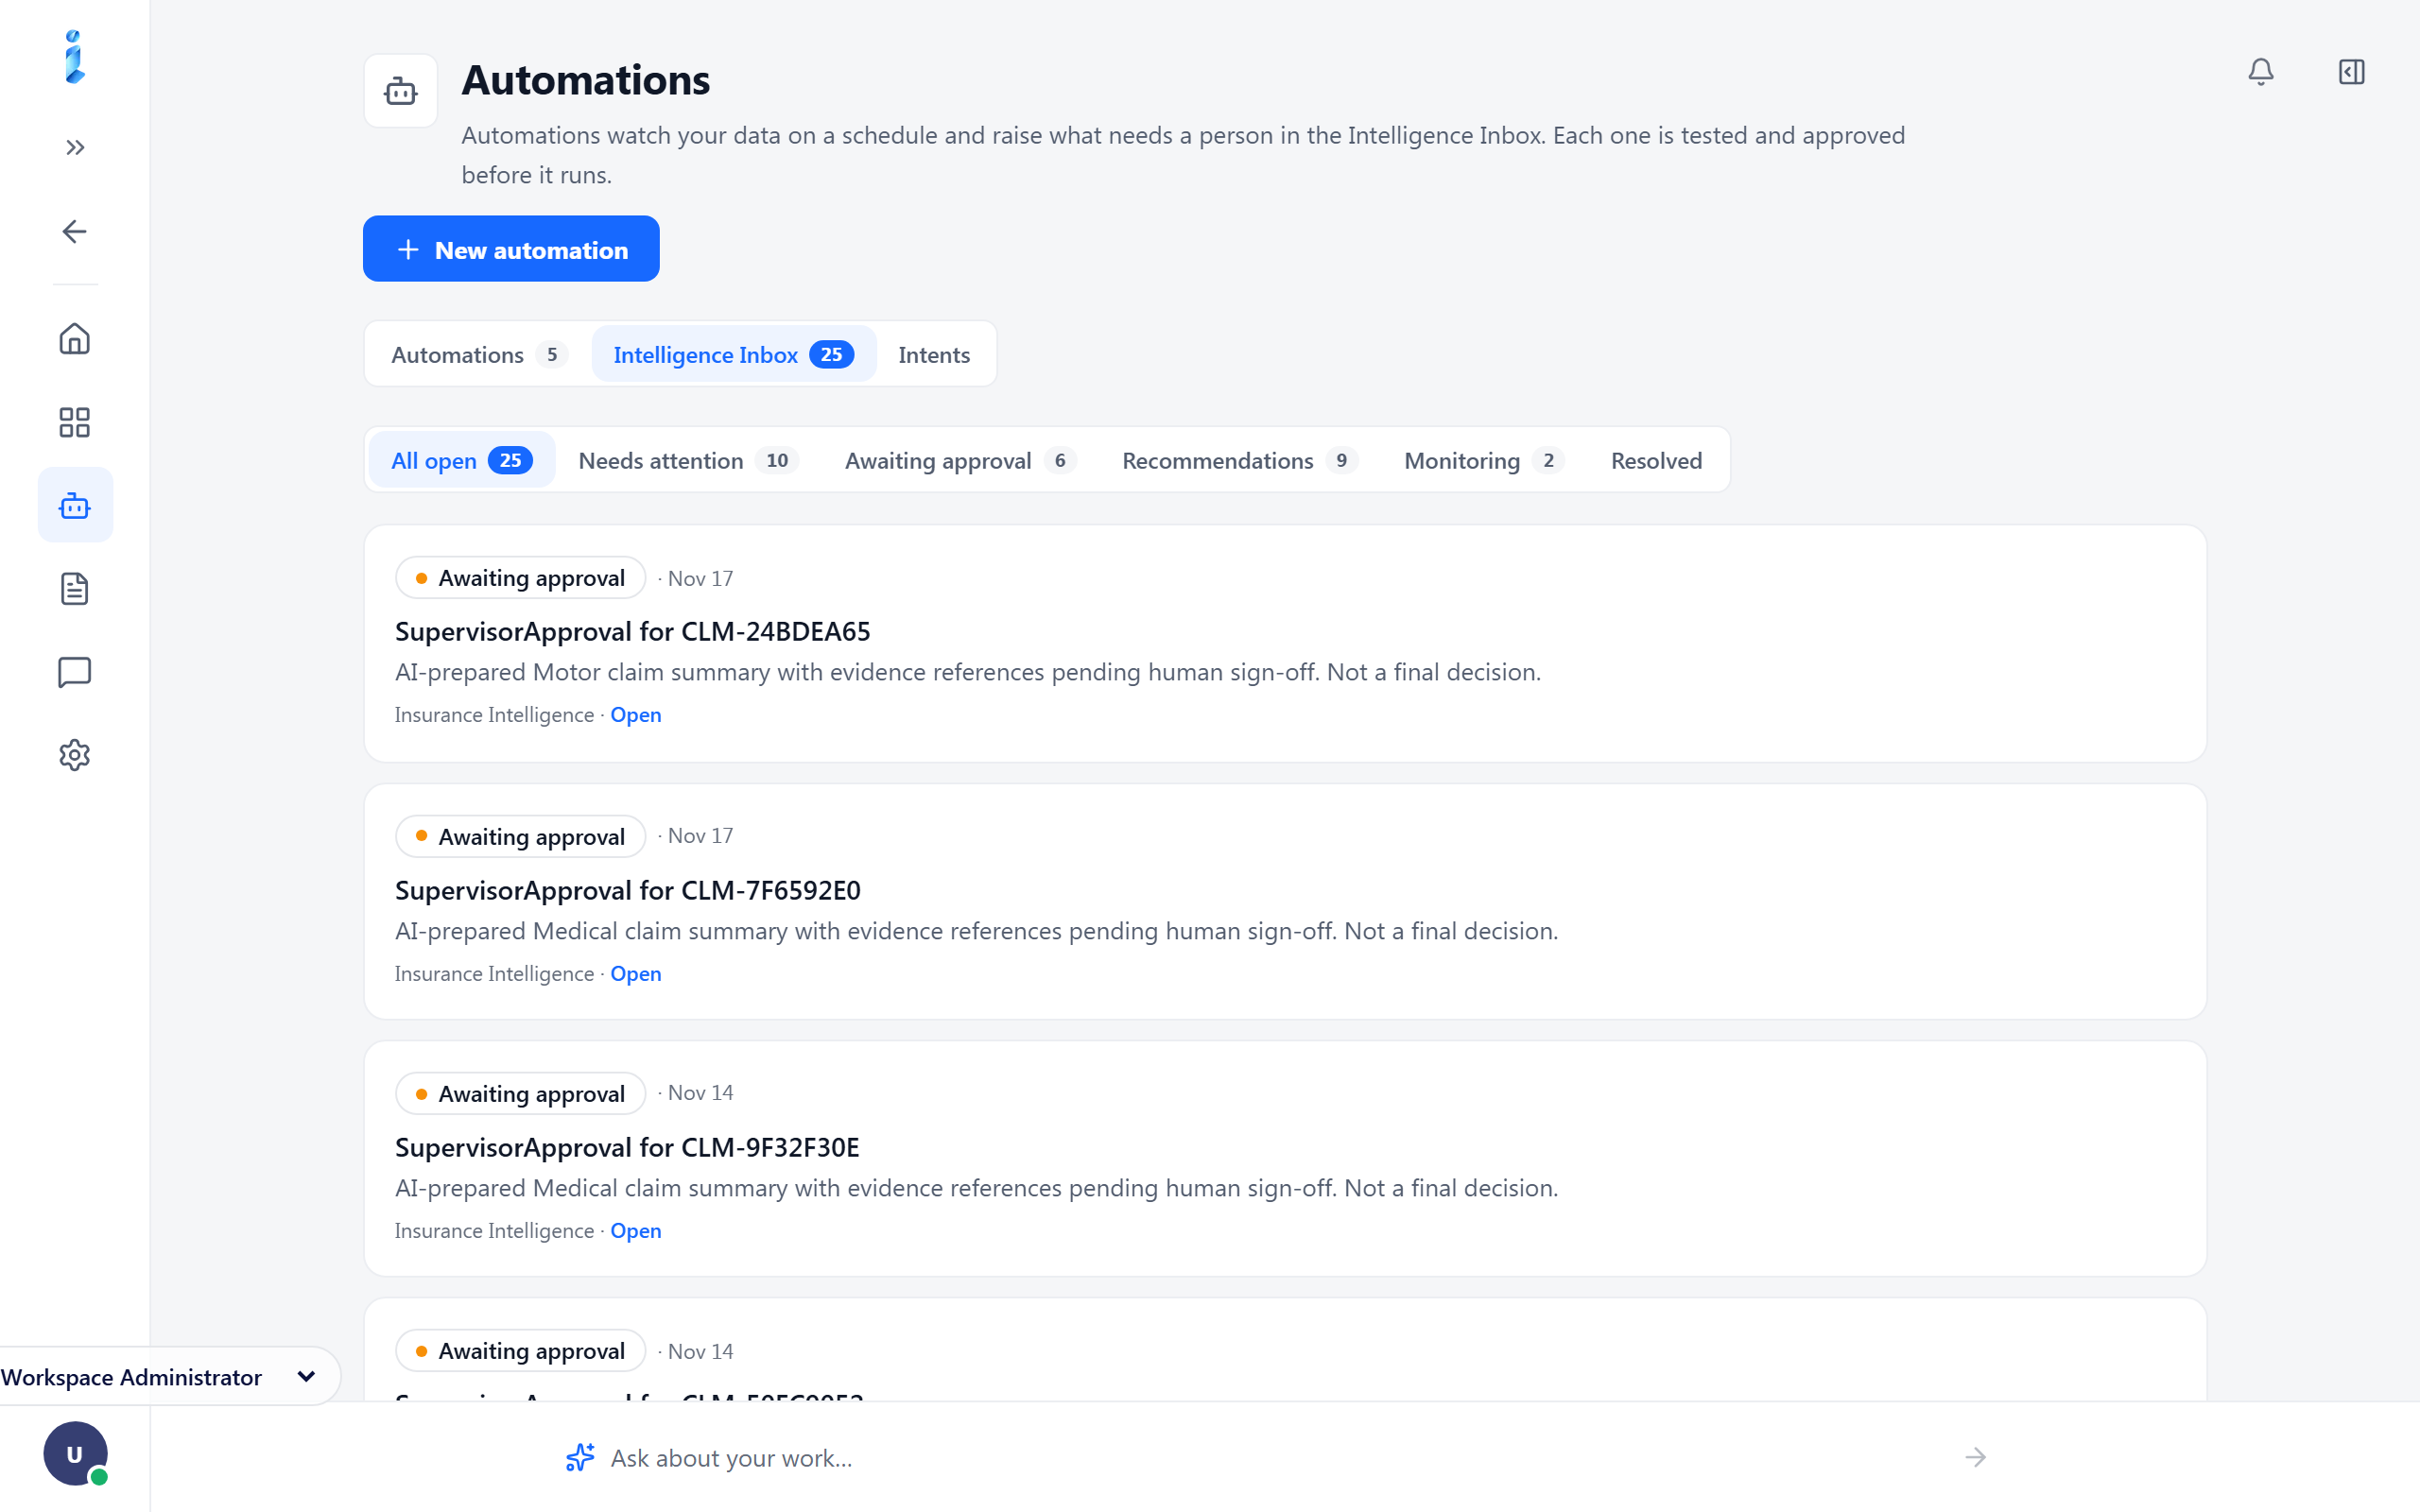 Automations
Automations watch your data on a schedule and raise what needs a person in the Intelligence Inbox. Each one is tested and approved
before it runs.
New automation
Automations 5 Intelligence Inbox 25 Intents
All open 25 Needs attention 10 Awaiting approval 6 Recommendations 9 Monitoring 2 Resolved
Awaiting approval · Nov 17
SupervisorApproval for CLM-24BDEA65
AI-prepared Motor claim summary with evidence references pending human sign-off. Not a final decision.
Insurance Intelligence · Open
Awaiting approval · Nov 17
SupervisorApproval for CLM-7F6592E0
AI-prepared Medical claim summary with evidence references pending human sign-off. Not a final decision.
Insurance Intelligence · Open
Awaiting approval · Nov 14
SupervisorApproval for CLM-9F32F30E
AI-prepared Medical claim summary with evidence references pending human sign-off. Not a final decision.
Insurance Intelligence · Open
Awaiting approval · Nov 14
SupervisorApproval for
Workspace Administrator
U
Ask about your work...